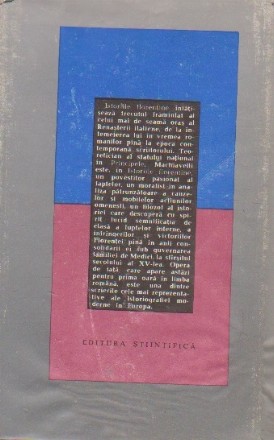 Istoriile florentine înfăți-
șează trecutul frămîntat al
celui mai de seamă oraș al
Renașterii italiene, de la în-
temeierea lui în vremea ro-
manilor pînă la epoca con-
temporană scriitorului. Teo-
retician al statului național
în Principele, Machiavelli
este, în Istoriile florentine,
un povestitor pasionat al
faptelor, un moralist în ana-
liza pătrunzătoare a cauze-
lor și mobilelor acțiunilor
omenești, un filozof al isto-
riei care descoperă cu spi-
rit lucid semnificația de
clasă a luptelor interne, a
înfrîngerilor și victoriilor
Florenței pînă în anii con-
solidării ei sub guvernarea
familiei de Medici, la sfîrșitul
secolului al XV-lea. Opera
de față, care apare astăzi
pentru prima oară în limba
română, este una dintre
scrierile cele mai reprezenta-
tive ale istoriografiei mo-
derne în Europa.
EDITURA ȘTIINȚIFICĂ